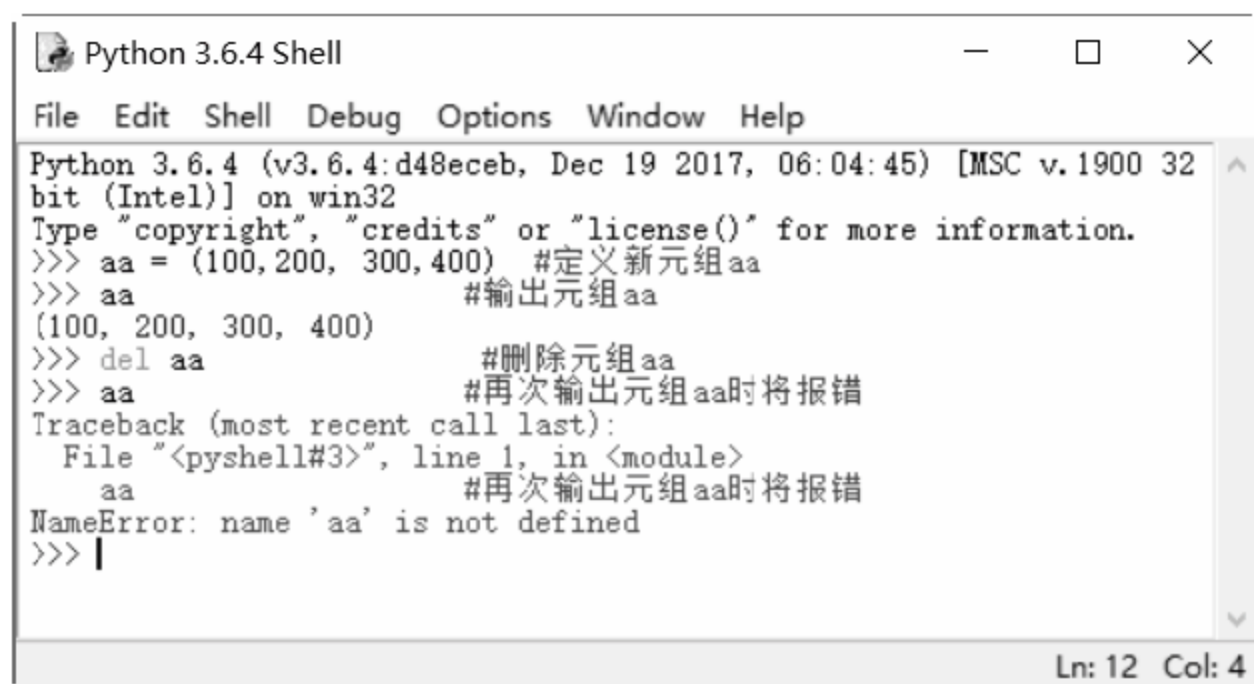 Python 3.6.4 Shell
File Edit Shell Debug Options Window Help
Python 3.6.4 (v3.6.4:d48eceb, Dec 19 2017, 06:04:45) [MSC v.1900 32
bit (Intel)] on win32
Type "copyright", "credits" or "license()" for more information.
>>> aa = (100,200, 300,400)  #定义新元组aa
>>> aa                   #输出元组aa
(100, 200, 300, 400)
>>> del aa                #删除元组aa
>>> aa                   #再次输出元组aa时将报错
Traceback (most recent call last):
  File "<pyshell#3>", line 1, in <module>
    aa                   #再次输出元组aa时将报错
NameError: name 'aa' is not defined
>>>
Ln: 12 Col: 4